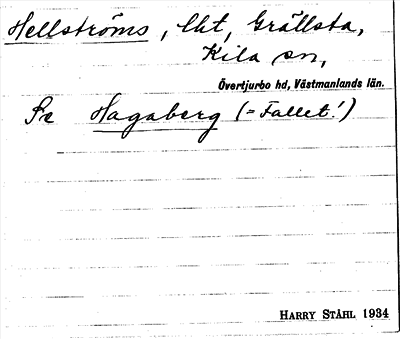 Hellströms, lht, Grällsta,
Kila sn,
Övertjurbo hd, Västmanlands län.
Se Hagaberg (= Fallet!)
HARRY STÅHL 1934